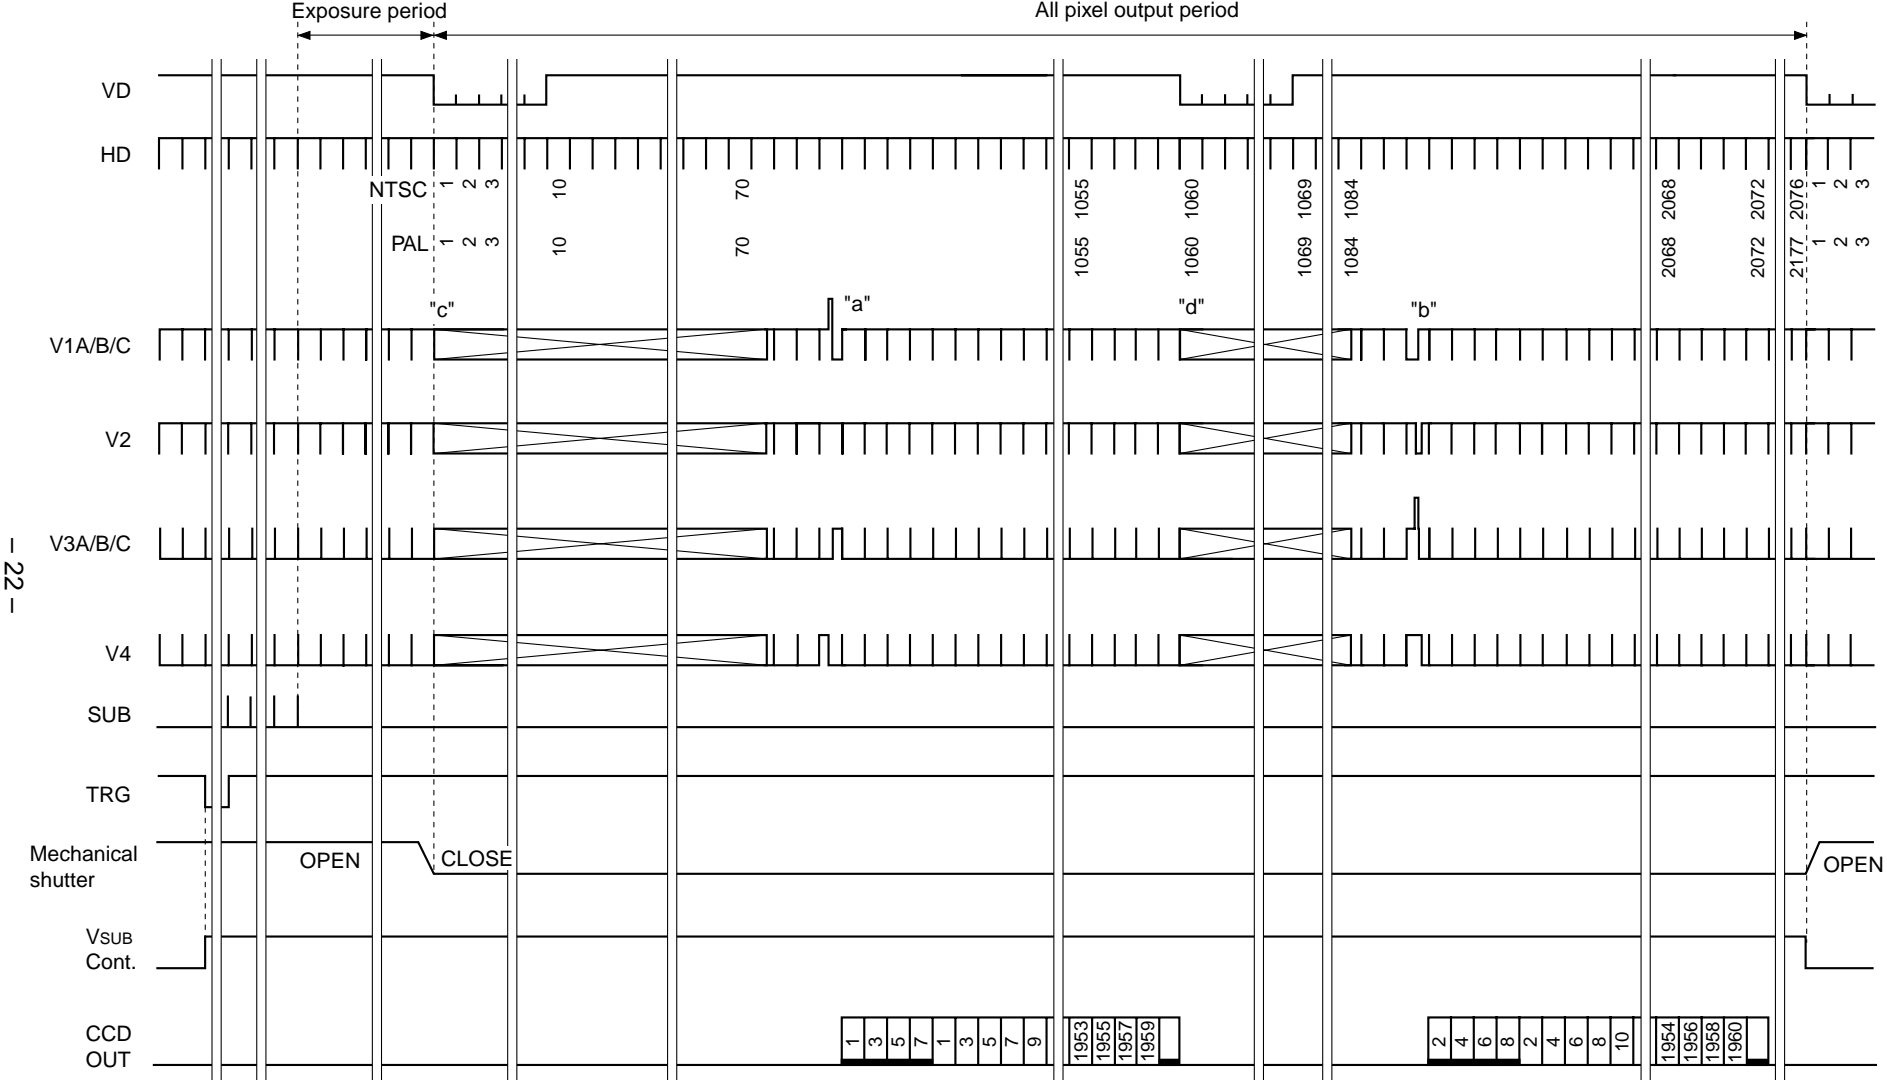 Exposure period
All pixel output period
VD
HD
NTSC 1 2 3 10 70 1055 1060 1069 1084 2068 2072 2076 1 2 3
PAL 1 2 3 10 70 1055 1060 1069 1084 2068 2072 2177 1 2 3
"c" "a" "d" "b"
V1A/B/C
V2
V3A/B/C
– 22 –
V4
SUB
TRG
Mechanical
shutter
OPEN CLOSE OPEN
VSUB
Cont.
CCD
OUT
1 3 5 7 1 3 5 7 9 1953 1955 1957 1959 2 4 6 8 2 4 6 8 10 1954 1956 1958 1960